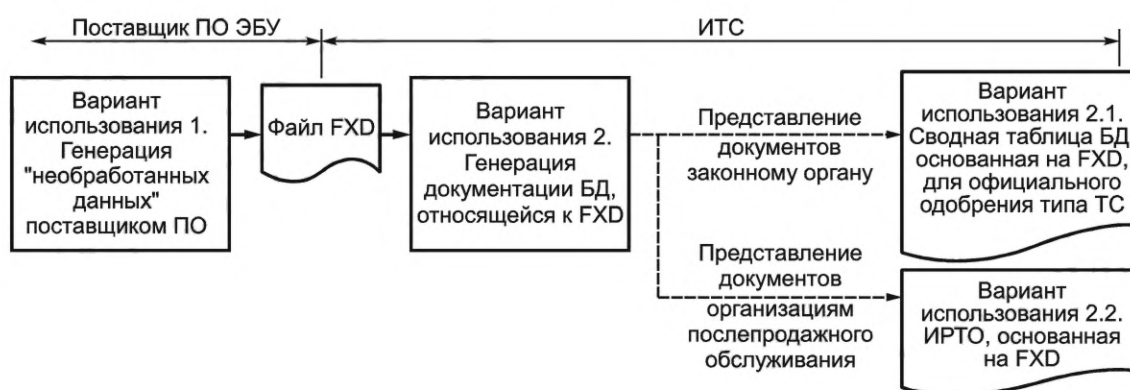 Поставщик ПО ЭБУ
ИТС
Вариант
использования 1.
Генерация
"необработанных
данных"
поставщиком ПО
Файл FXD
Вариант
использования 2.
Генерация
документации БД,
относящейся к FXD
Представление
документов
законному органу
Вариант
использования 2.1.
Сводная таблица БД,
основанная на FXD,
для официального
одобрения типа ТС
Представление
документов
организациям
послепродажного
обслуживания
Вариант
использования 2.2.
ИРТО, основанная
на FXD